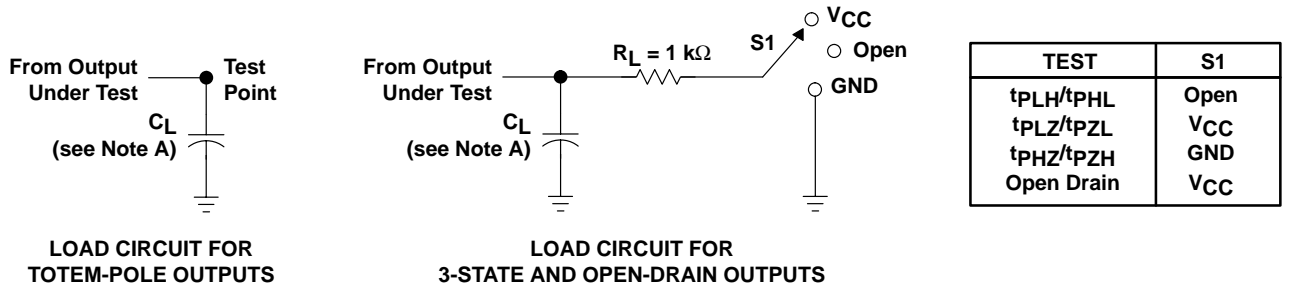 From Output
Under Test
Test
Point
CL
(see Note A)
LOAD CIRCUIT FOR
TOTEM-POLE OUTPUTS
From Output
Under Test
RL = 1 kΩ
S1
VCC
Open
GND
CL
(see Note A)
LOAD CIRCUIT FOR
3-STATE AND OPEN-DRAIN OUTPUTS
TEST S1
tPLH/tPHL Open
tPLZ/tPZL VCC
tPHZ/tPZH GND
Open Drain VCC